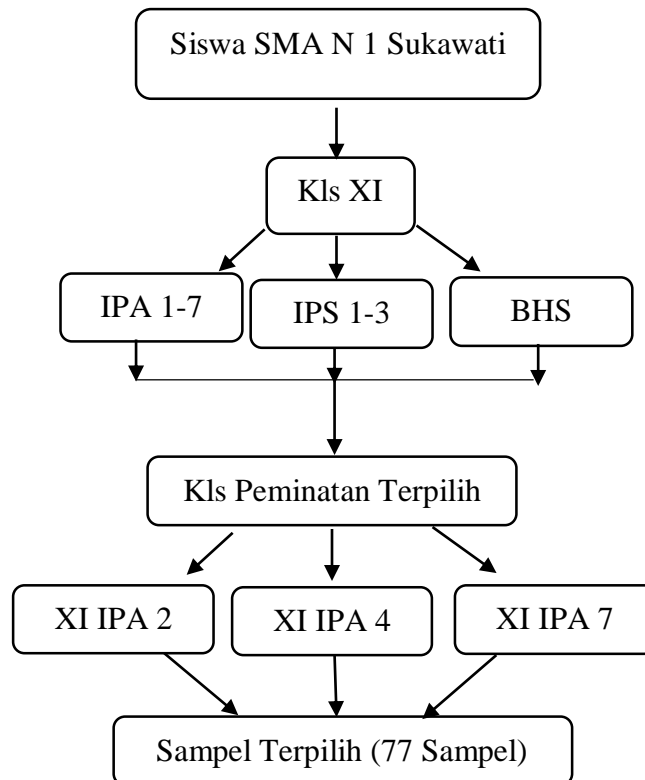 Siswa SMA N 1 Sukawati
Kls XI
IPA 1-7
IPS 1-3
BHS
Kls Peminatan Terpilih
XI IPA 2
XI IPA 4
XI IPA 7
Sampel Terpilih (77 Sampel)